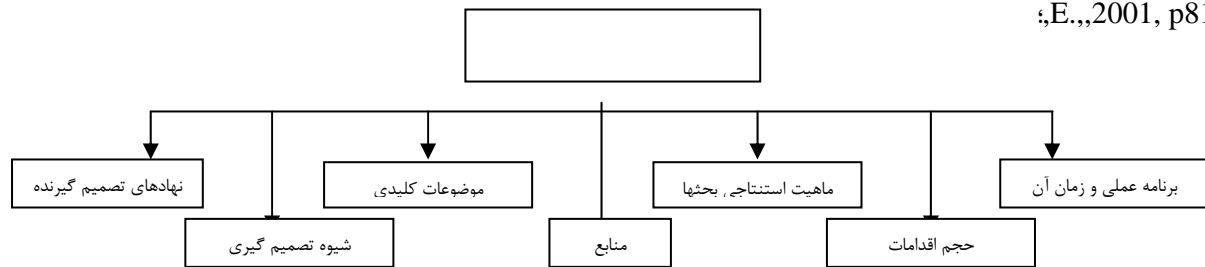 ؛,E.,,2001, p81
برنامه عملی و زمان آن
ماهیت استنتاجی بحثها
موضوعات کلیدی
نهادهای تصمیم گیرنده
حجم اقدامات
منابع
شیوه تصمیم گیری